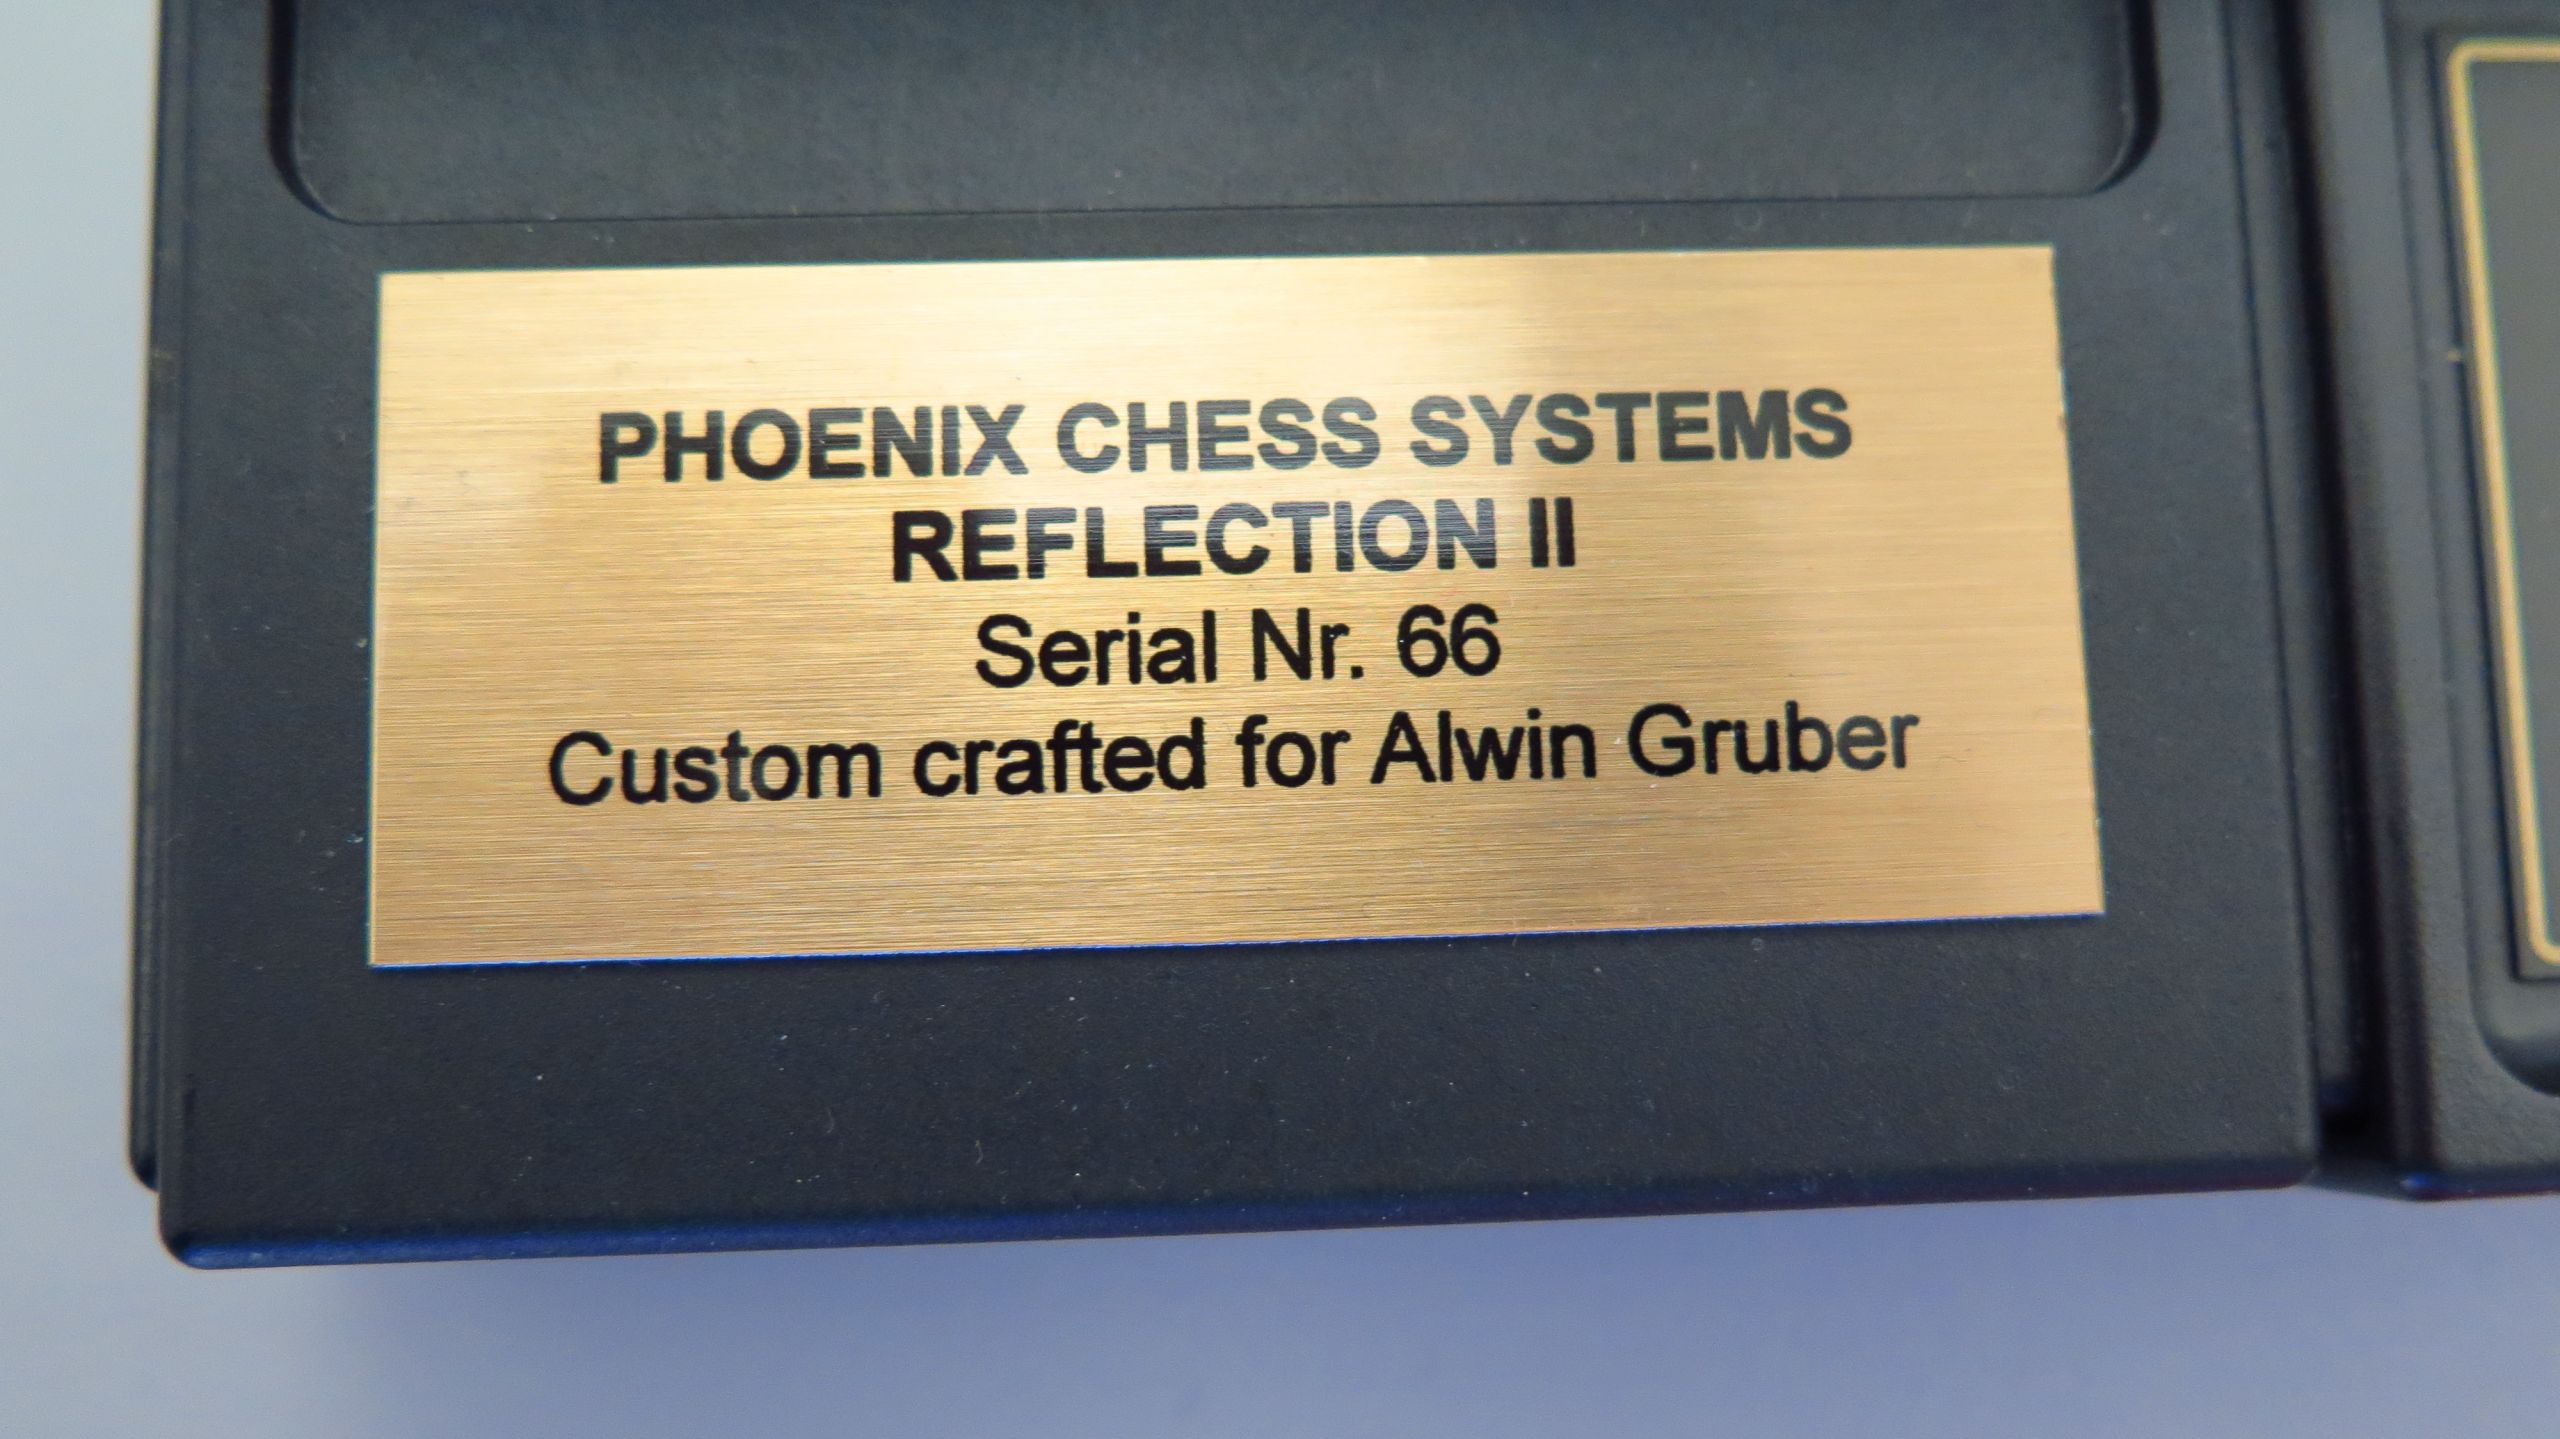 PHOENIX CHESS SYSTEMS
REFLECTION II
Serial Nr. 66
Custom crafted for Alwin Gruber